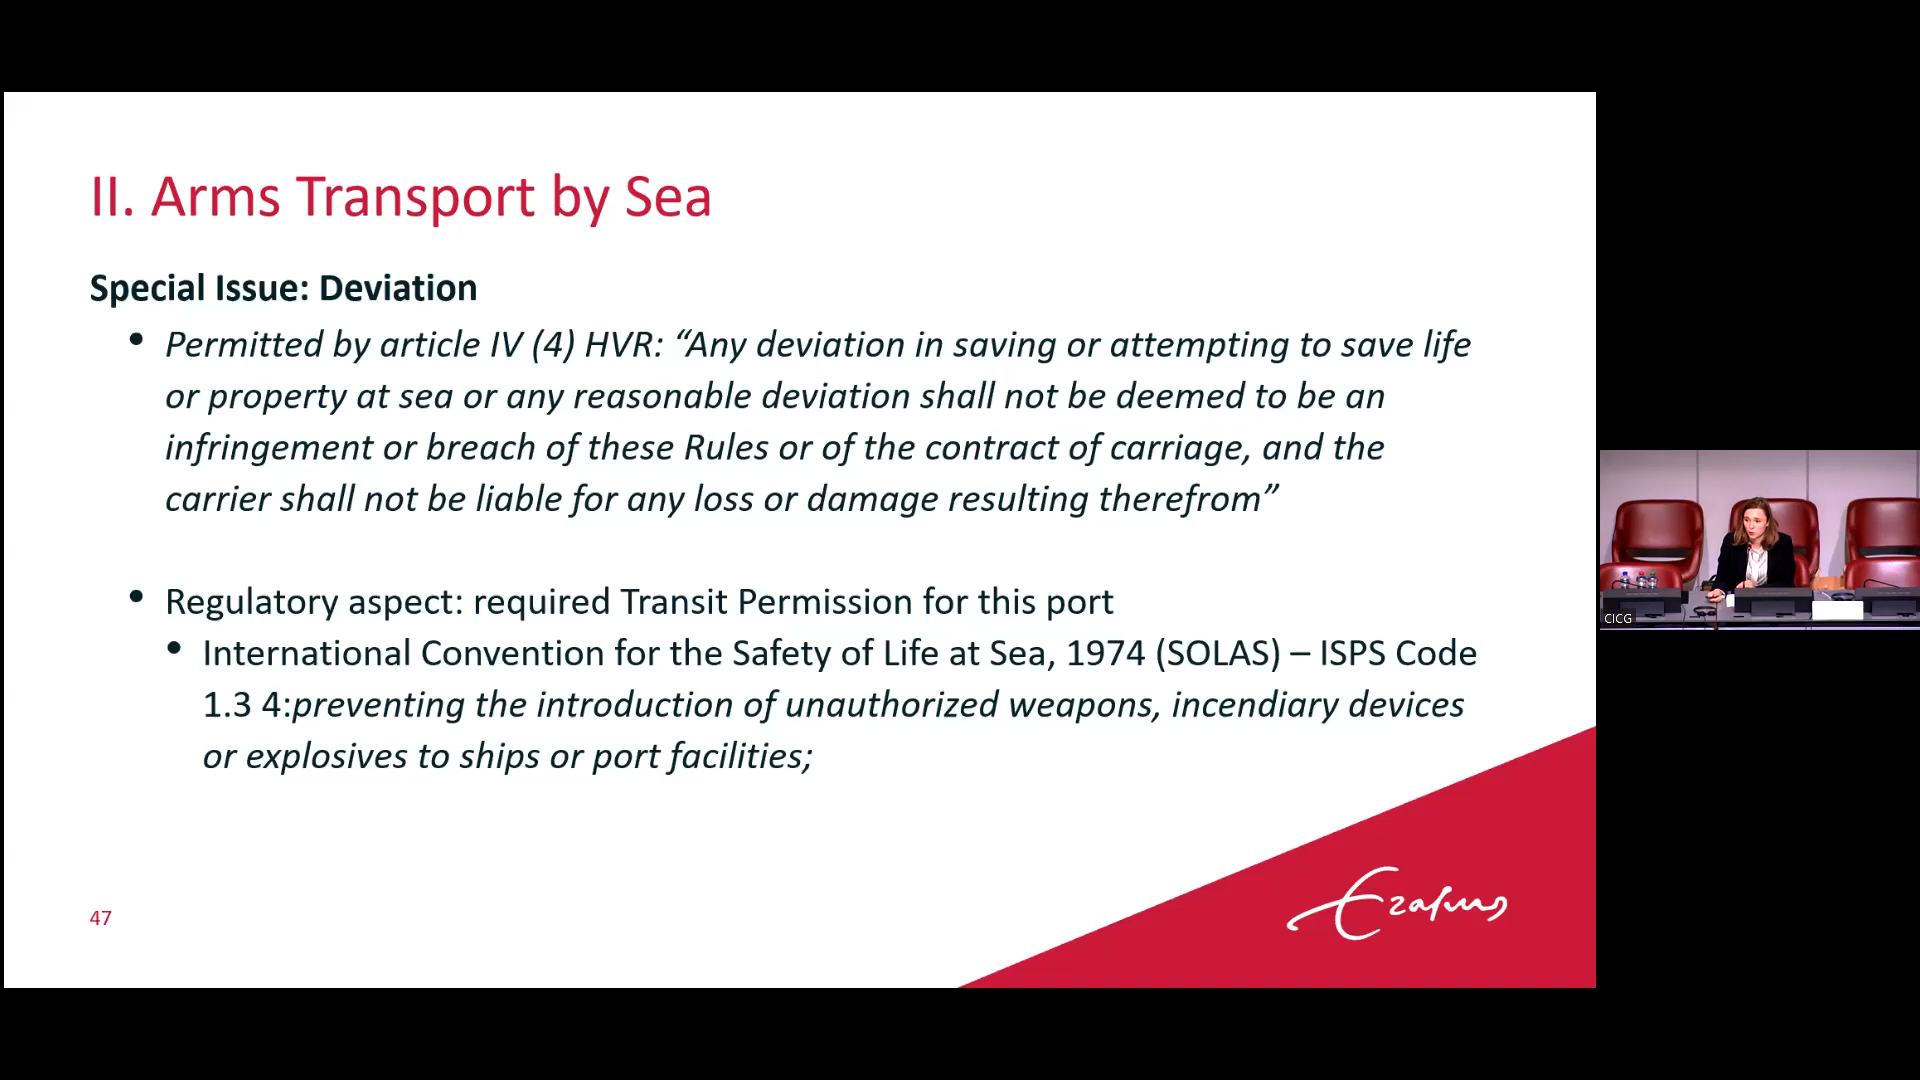 II. Arms Transport by Sea
Special Issue: Deviation
• Permitted by article IV (4) HVR: “Any deviation in saving or attempting to save life
or property at sea or any reasonable deviation shall not be deemed to be an
infringement or breach of these Rules or of the contract of carriage, and the
carrier shall not be liable for any loss or damage resulting therefrom”
• Regulatory aspect: required Transit Permission for this port
• International Convention for the Safety of Life at Sea, 1974 (SOLAS) – ISPS Code
1.3 4:preventing the introduction of unauthorized weapons, incendiary devices
or explosives to ships or port facilities;
47
Erasmus
CICG